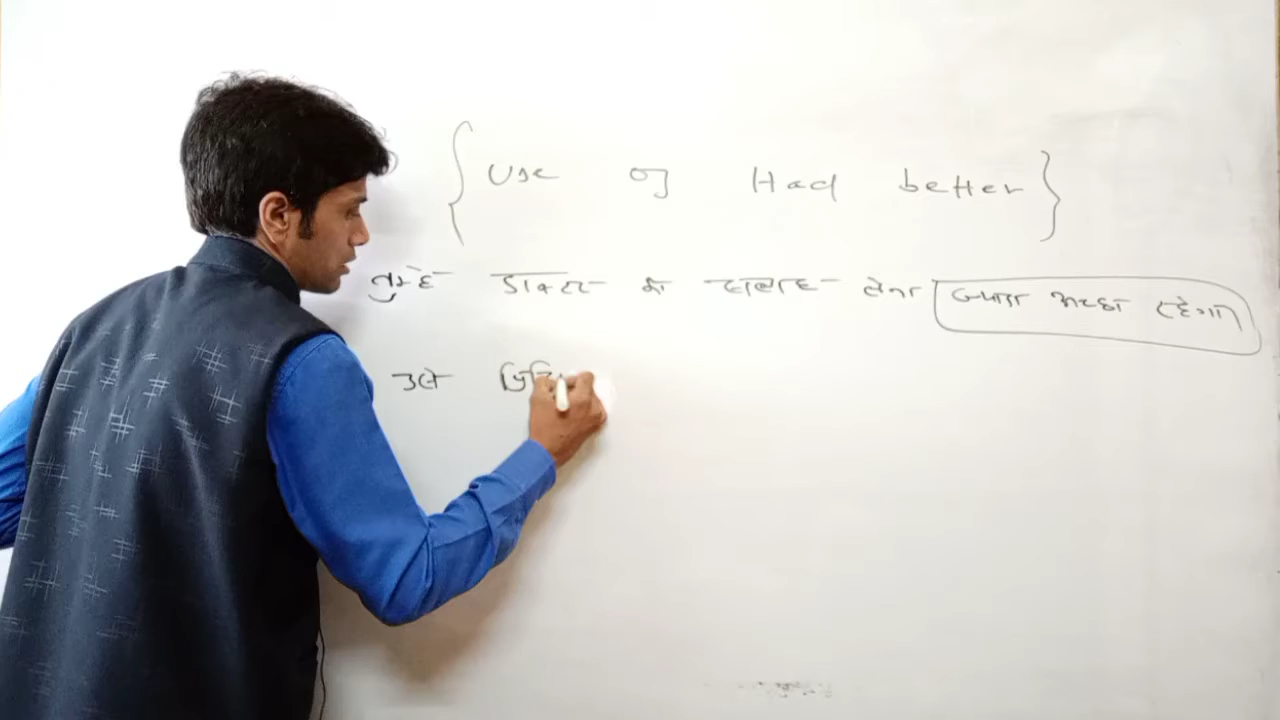 { Use of Had better }
तुम्हे डाक्टर के सलाह लेना ज्यादा अच्छा रहेगा
उसे